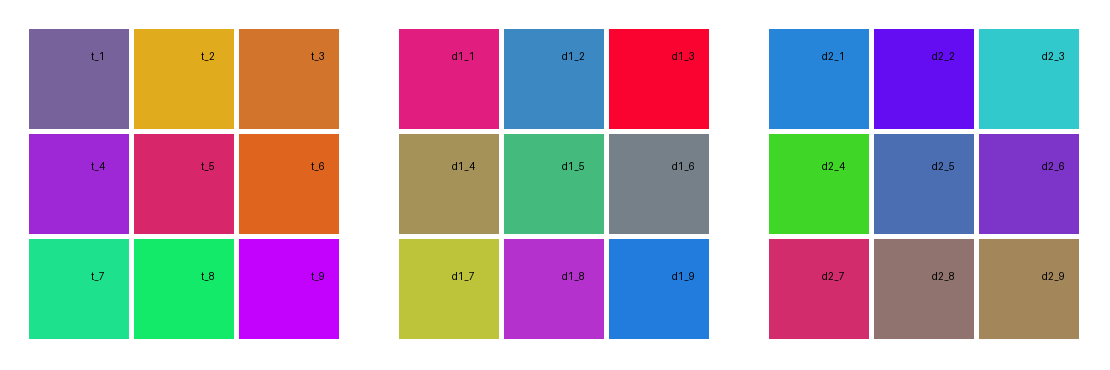 t_1 t_2 t_3 d1_1 d1_2 d1_3 d2_1 d2_2 d2_3
t_4 t_5 t_6 d1_4 d1_5 d1_6 d2_4 d2_5 d2_6
t_7 t_8 t_9 d1_7 d1_8 d1_9 d2_7 d2_8 d2_9